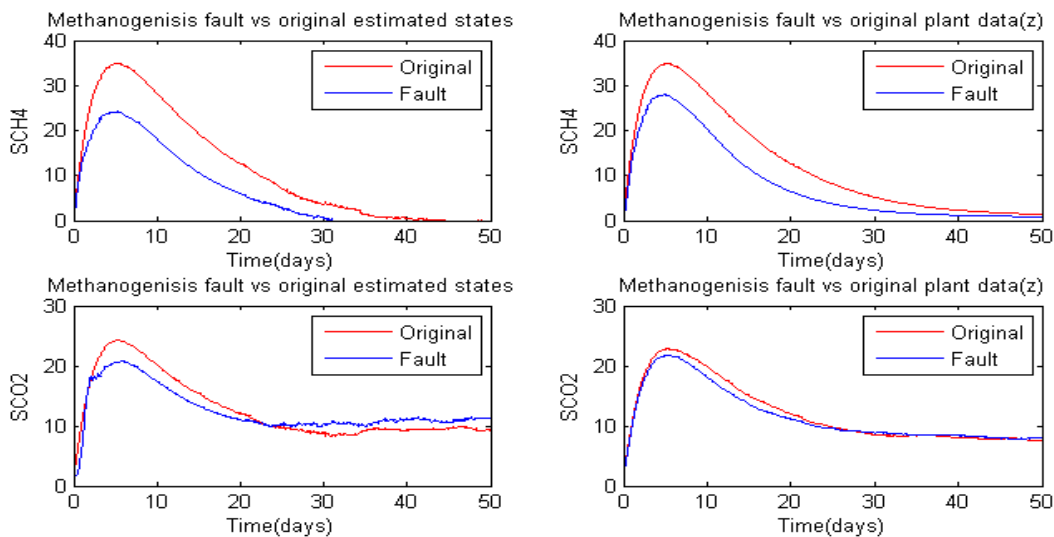 Methanogenisis fault vs original estimated states
40
30
20
10
0
SCH4
Original
Fault
0 10 20 30 40 50
Time(days)
Methanogenisis fault vs original plant data(z)
40
30
20
10
0
SCH4
Original
Fault
0 10 20 30 40 50
Time(days)
Methanogenisis fault vs original estimated states
30
20
10
0
SCO2
Original
Fault
0 10 20 30 40 50
Time(days)
Methanogenisis fault vs original plant data(z)
30
20
10
0
SCO2
Original
Fault
0 10 20 30 40 50
Time(days)